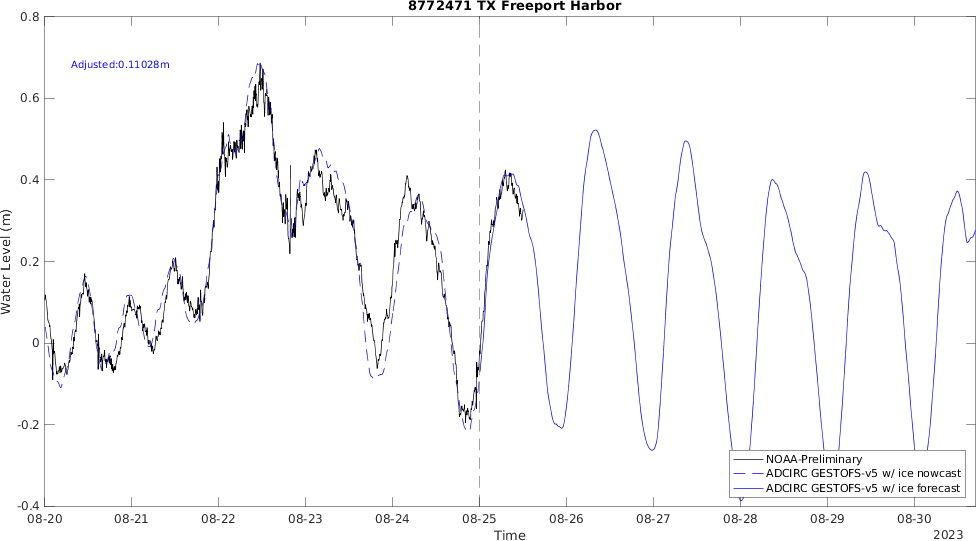 8772471 TX Freeport Harbor
Adjusted:0.11028m
Water Level (m)
0.8
0.6
0.4
0.2
0
-0.2
-0.4
NOAA-Preliminary
ADCIRC GESTOFS-v5 w/ ice nowcast
ADCIRC GESTOFS-v5 w/ ice forecast
08-20 08-21 08-22 08-23 08-24 08-25 08-26 08-27 08-28 08-29 08-30
2023
Time